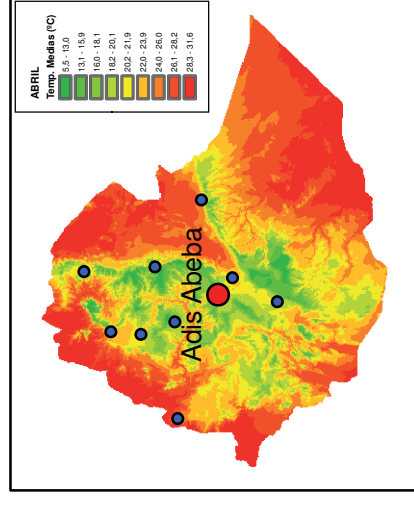 ABRIL
Temp. Medias (ºC)
5,5 - 13,0
13,1 - 15,9
16,0 - 18,1
18,2 - 20,1
20,2 - 21,9
22,0 - 23,9
24,0 - 26,0
26,1 - 28,2
28,3 - 31,6
Adis Abeba